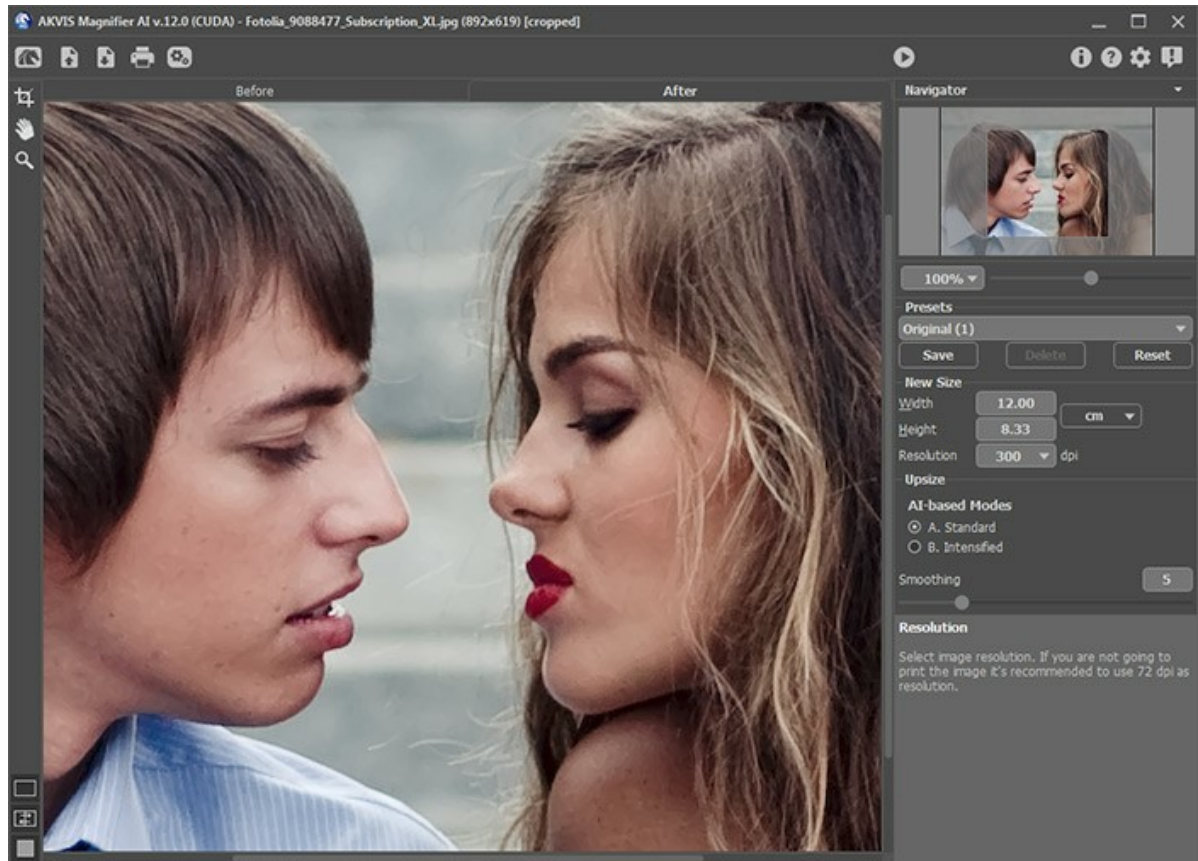 AKVIS Magnifier AI v.12.0 (CUDA) - Fotolia_9088477_Subscription_XL.jpg (892x619) [cropped]
Before
After
Navigator
100%
Presets
Original (1)
Save Delete Reset
New Size
Width 12.00
cm
Height 8.33
Resolution 300 dpi
Upsize
AI-based Modes
A. Standard
B. Intensified
Smoothing 5
Resolution
Select image resolution. If you are not going to
print the image it's recommended to use 72 dpi as
resolution.